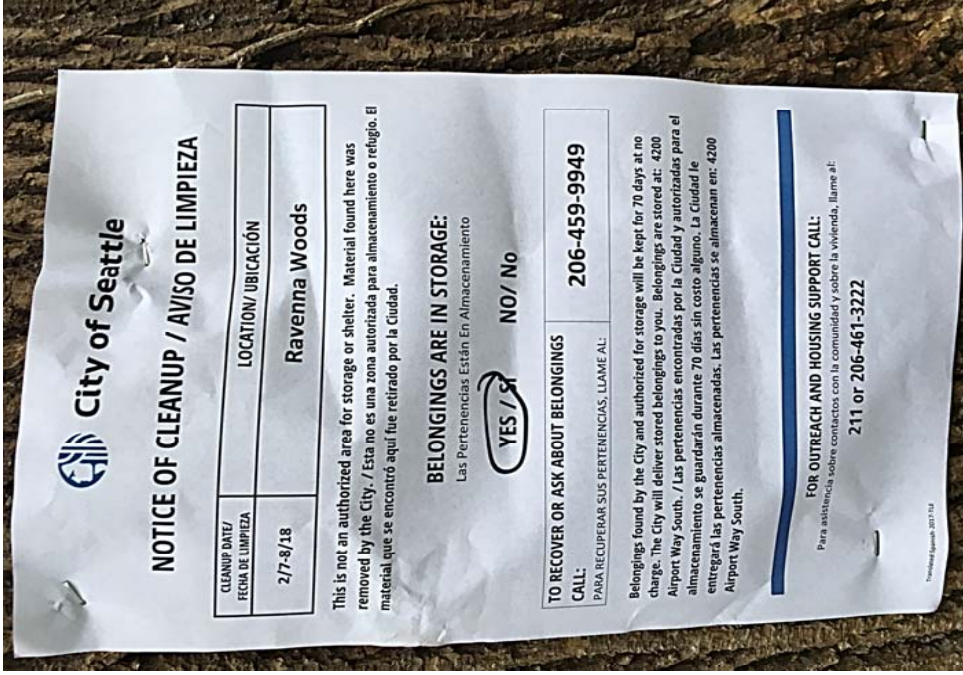 City of Seattle
NOTICE OF CLEANUP / AVISO DE LIMPIEZA
CLEANUP DATE/
FECHA DE LIMPIEZA
LOCATION/ UBICACIÓN
2/7-8/18
Ravenna Woods
This is not an authorized area for storage or shelter. Material found here was
removed by the City. / Esta no es una zona autorizada para almacenamiento o refugio. El
material que se encontró aquí fue retirado por la Ciudad.
BELONGINGS ARE IN STORAGE:
Las Pertenencias Están En Almacenamiento
YES / SÍ NO/ No
TO RECOVER OR ASK ABOUT BELONGINGS
CALL:
PARA RECUPERAR SUS PERTENENCIAS, LLAME AL:
206-459-9949
Belongings found by the City and authorized for storage will be kept for 70 days at no
charge. The City will deliver stored belongings to you. Belongings are stored at: 4200
Airport Way South. / Las pertenencias encontradas por la Ciudad y autorizadas para el
almacenamiento se guardarán durante 70 días sin costo alguno. La Ciudad le
entregará las pertenencias almacenadas. Las pertenencias se almacenan en: 4200
Airport Way South.
FOR OUTREACH AND HOUSING SUPPORT CALL:
Para asistencia sobre contactos con la comunidad y sobre la vivienda, llame al:
211 or 206-461-3222
Translated Spanish 2017-TLE